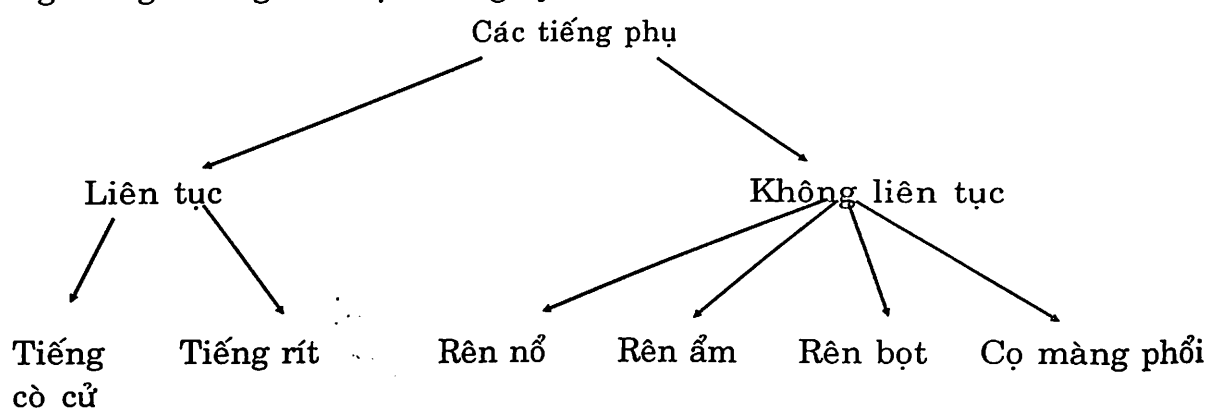 Các tiếng phụ
Liên tục
Không liên tục
Tiếng cò cử
Tiếng rít
Rên nổ
Rên ẩm
Rên bọt
Cọ màng phổi